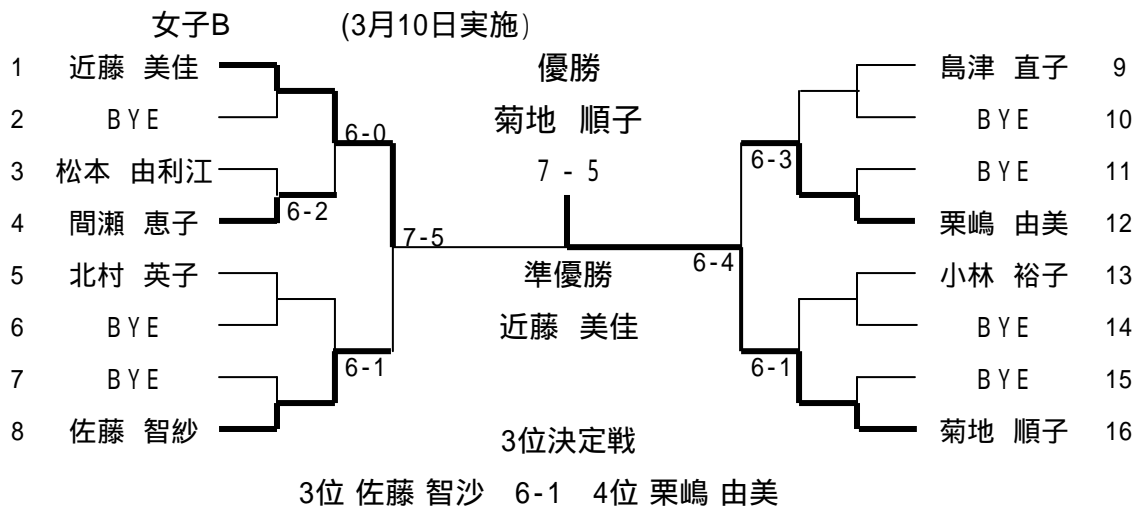 女子B (3月10日実施)
1 近藤 美佳 優勝 島津 直子 9
2 BYE 菊地 順子 BYE 10
6-0
3 松本 由利江 7 - 5 6-3 BYE 11
4 間瀬 恵子 6-2 栗嶋 由美 12
7-5 6-4
5 北村 英子 準優勝 小林 裕子 13
6 BYE 近藤 美佳 BYE 14
6-1 6-1
7 BYE BYE 15
8 佐藤 智紗 3位決定戦 菊地 順子 16
3位 佐藤 智沙 6-1 4位 栗嶋 由美